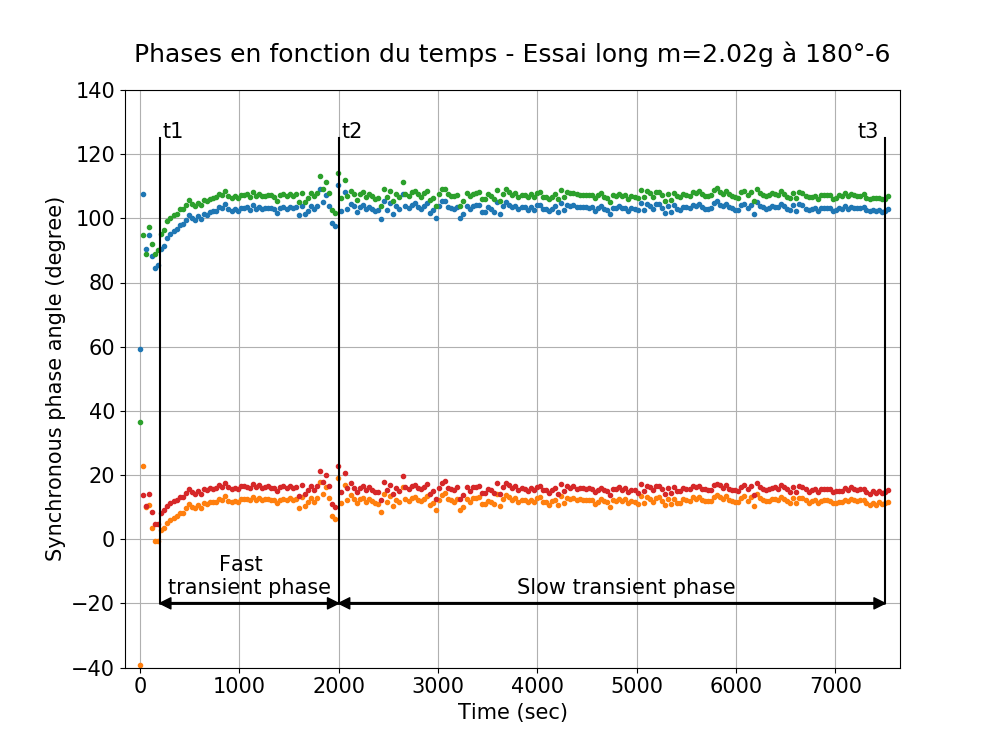 Phases en fonction du temps - Essai long m=2.02g à 180°-6
140
120
100
80
60
40
20
0
−20
−40
Synchronous phase angle (degree)
t1
t2
t3
Fast
transient phase
Slow transient phase
0
1000
2000
3000
4000
5000
6000
7000
Time (sec)